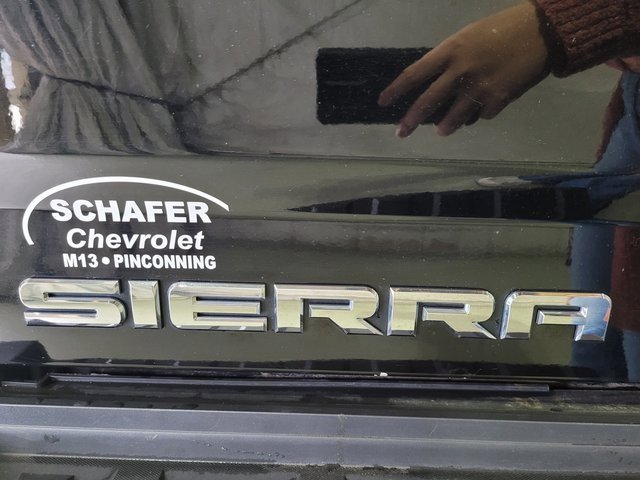 SCHAFER
Chevrolet
M13 • PINCONNING
SIERRA